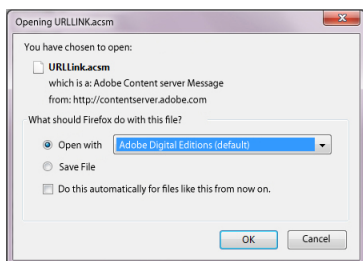 Opening URLLINK.acsm
You have chosen to open:
URLLink.acsm
which is a: Adobe Content server Message
from: http://contentserver.adobe.com
What should Firefox do with this file?
Open with Adobe Digital Editions (default)
Save File
Do this automatically for files like this from now on.
OK Cancel